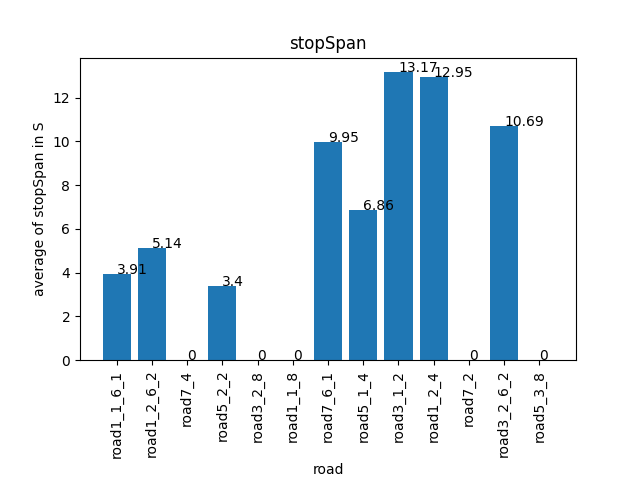 stopSpan
average of stopSpan in S
12
10
8
6
4
2
0
3.91
5.14
0
3.4
0
0
9.95
6.86
13.17
12.95
0
10.69
0
road1_1_6_1
road1_2_6_2
road7_4
road5_2_2
road3_2_8
road1_1_8
road7_6_1
road5_1_4
road3_1_2
road1_2_4
road7_2
road3_2_6_2
road5_3_8
road